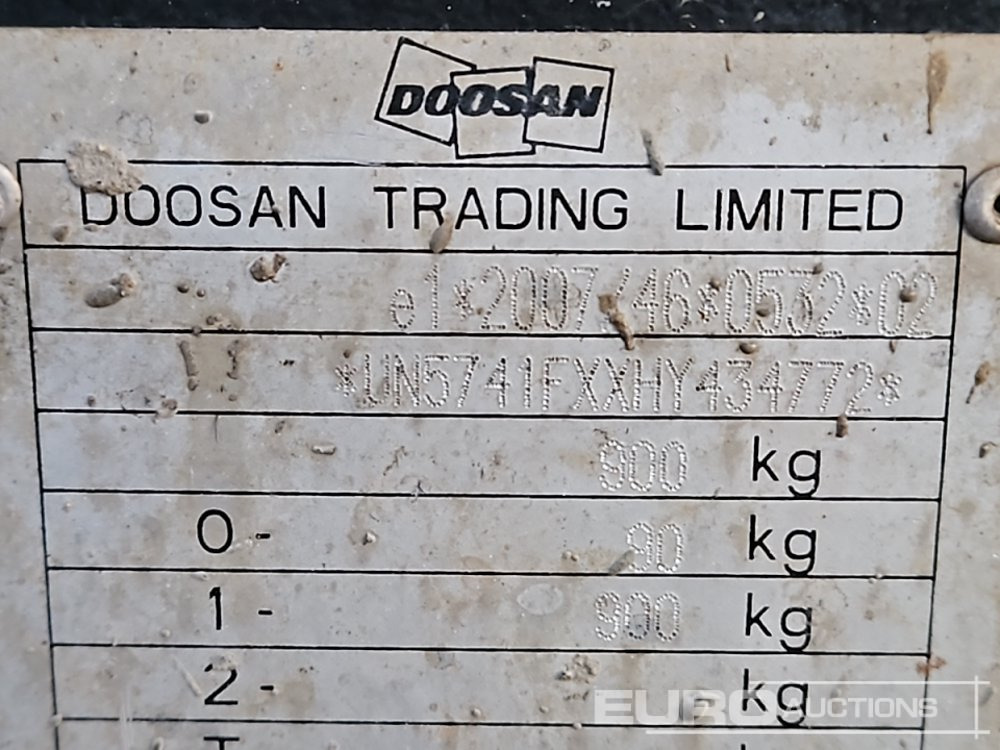 DOOSAN
DOOSAN TRADING LIMITED
e1*2007/46*0532*02
*UN5741FXXHY434772*
900 kg
0- 90 kg
1- 900 kg
2- kg
EURO AUCTIONS